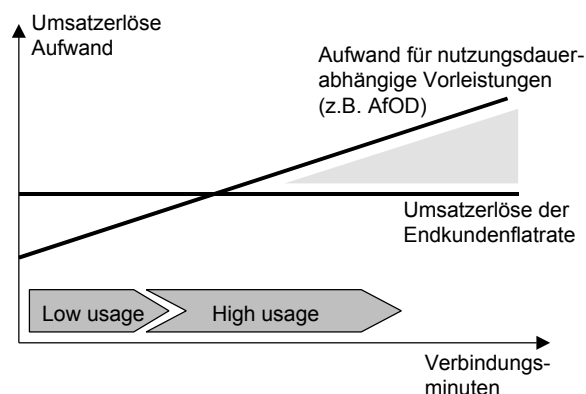 Umsatzerlöse
Aufwand
Aufwand für nutzungsdauer-
abhängige Vorleistungen
(z.B. AfOD)
Umsatzerlöse der
Endkundenflatrate
Low usage
High usage
Verbindungs-
minuten